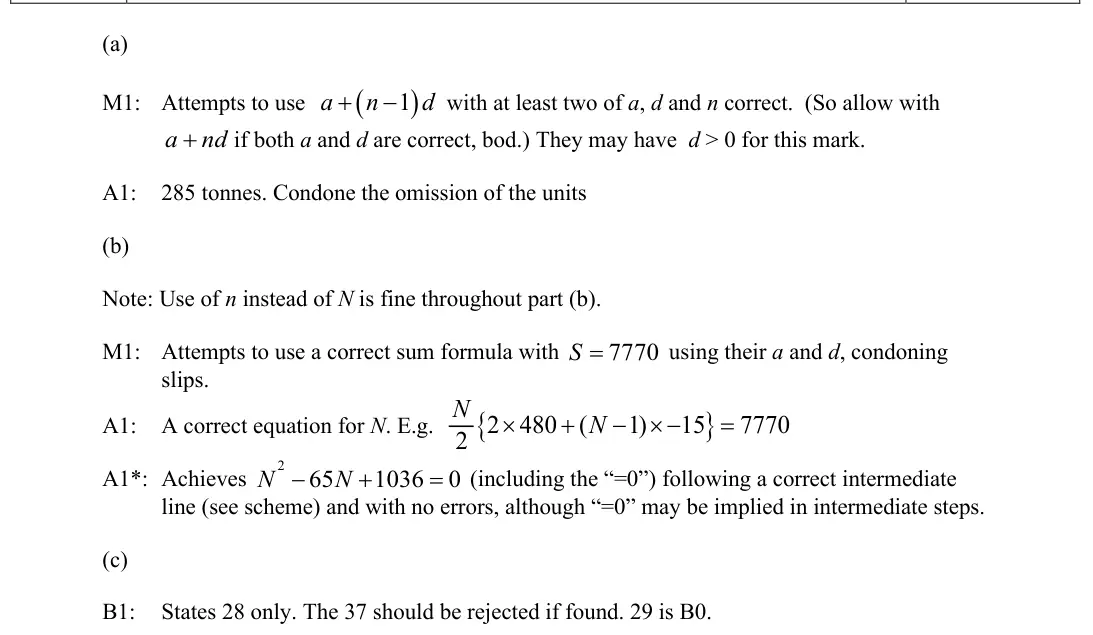 (a)
M1: Attempts to use a + (n − 1)d with at least two of a, d and n correct. (So allow with
a + nd if both a and d are correct, bod.) They may have d > 0 for this mark.
A1: 285 tonnes. Condone the omission of the units
(b)
Note: Use of n instead of N is fine throughout part (b).
M1: Attempts to use a correct sum formula with S = 7770 using their a and d, condoning
slips.
A1: A correct equation for N. E.g. N/2 {2 × 480 + (N − 1) × −15} = 7770
A1*: Achieves N² − 65N + 1036 = 0 (including the “=0”) following a correct intermediate
line (see scheme) and with no errors, although “=0” may be implied in intermediate steps.
(c)
B1: States 28 only. The 37 should be rejected if found. 29 is B0.